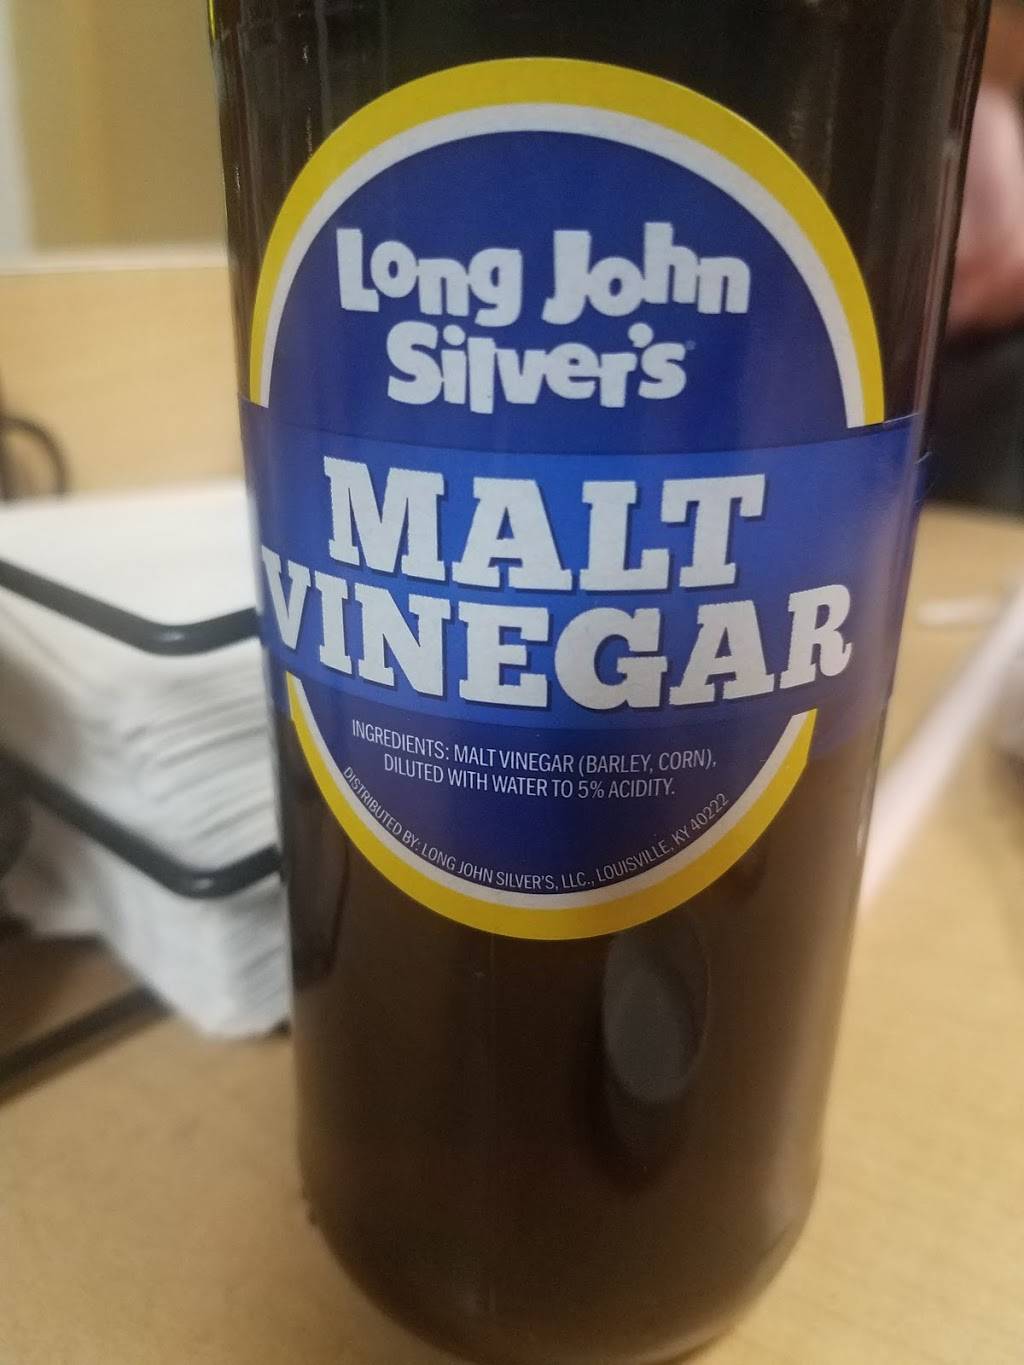 Long John
Silver's
MALT
VINEGAR
INGREDIENTS: MALT VINEGAR (BARLEY, CORN),
DILUTED WITH WATER TO 5% ACIDITY.
DISTRIBUTED BY: LONG JOHN SILVER'S, LLC., LOUISVILLE, KY 40222